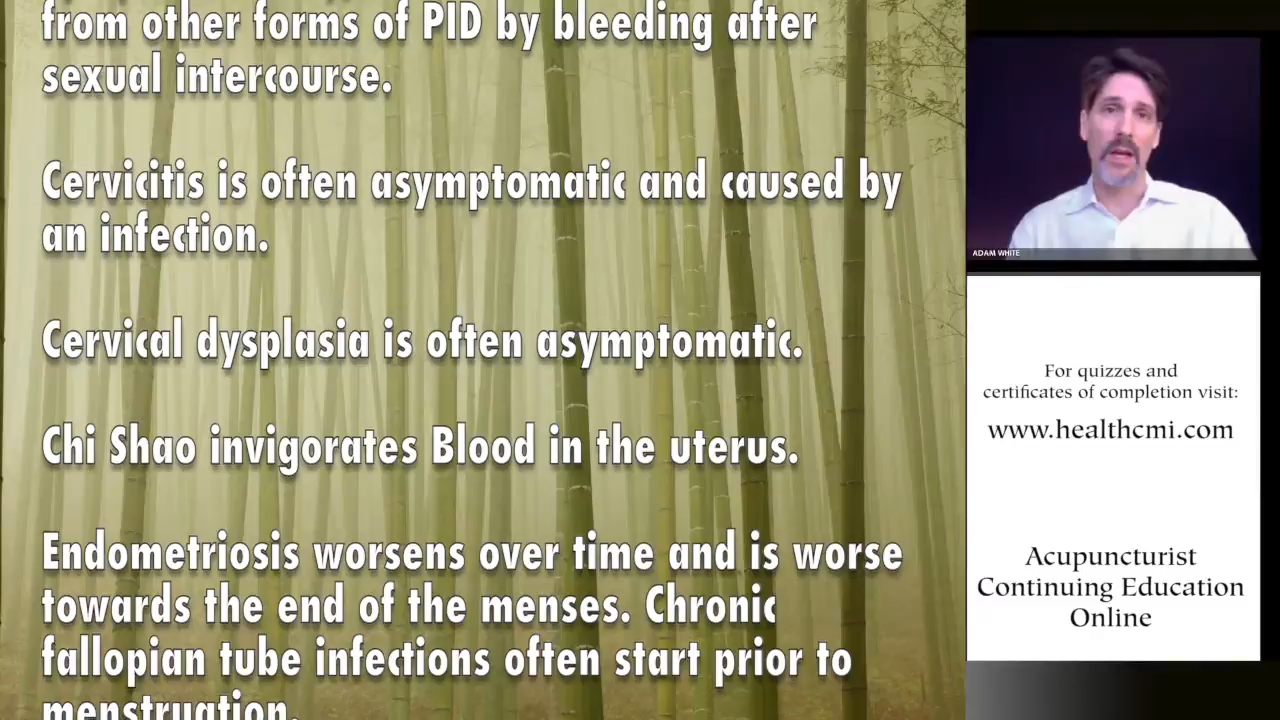 from other forms of PID by bleeding after
sexual intercourse.
Cervicitis is often asymptomatic and caused by
an infection.
Cervical dysplasia is often asymptomatic.
Chi Shao invigorates Blood in the uterus.
Endometriosis worsens over time and is worse
towards the end of the menses. Chronic
fallopian tube infections often start prior to
menstruation.
ADAM WHITE
For quizzes and
certificates of completion visit:
www.healthcmi.com
Acupuncturist
Continuing Education
Online